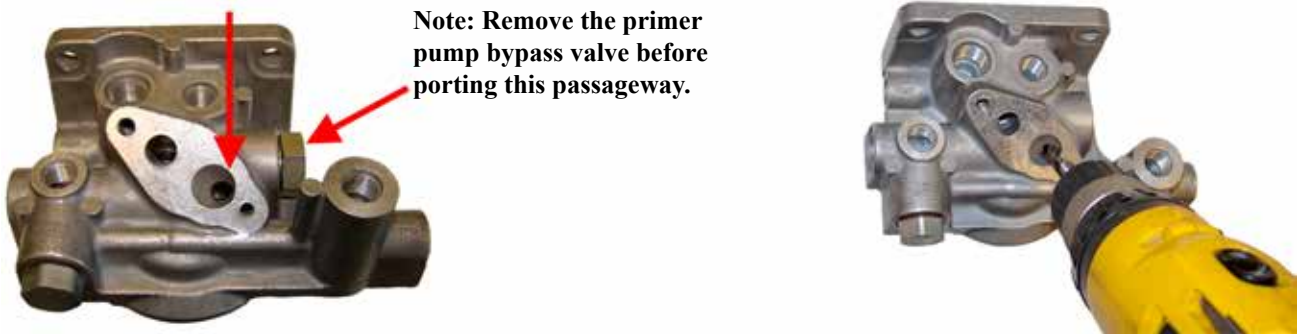 Note: Remove the primer
pump bypass valve before
porting this passageway.